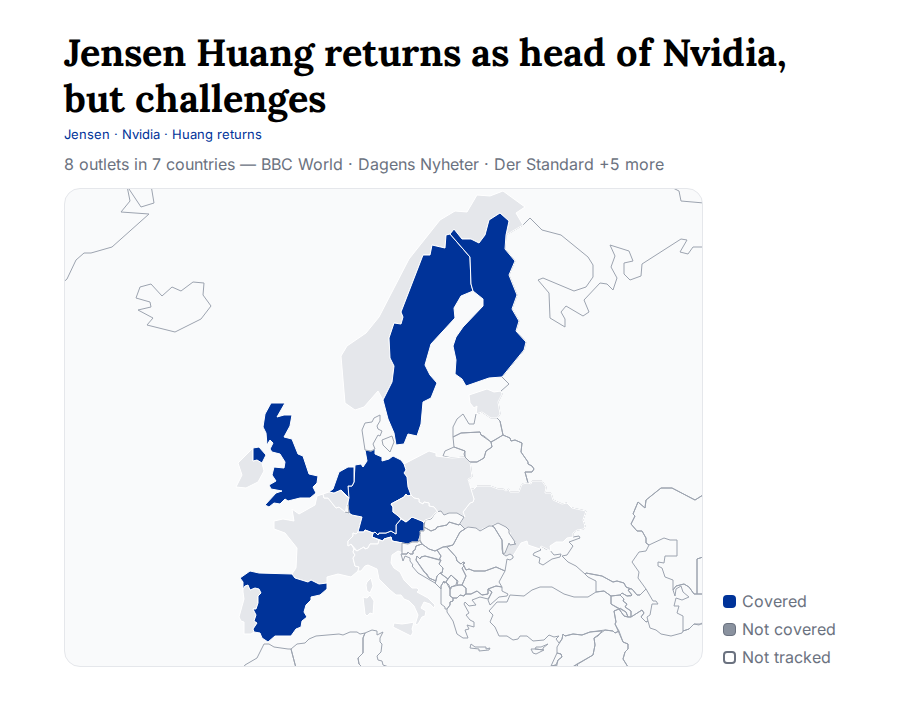 Jensen Huang returns as head of Nvidia,
but challenges
Jensen · Nvidia · Huang returns
8 outlets in 7 countries — BBC World · Dagens Nyheter · Der Standard +5 more
Covered
Not covered
Not tracked